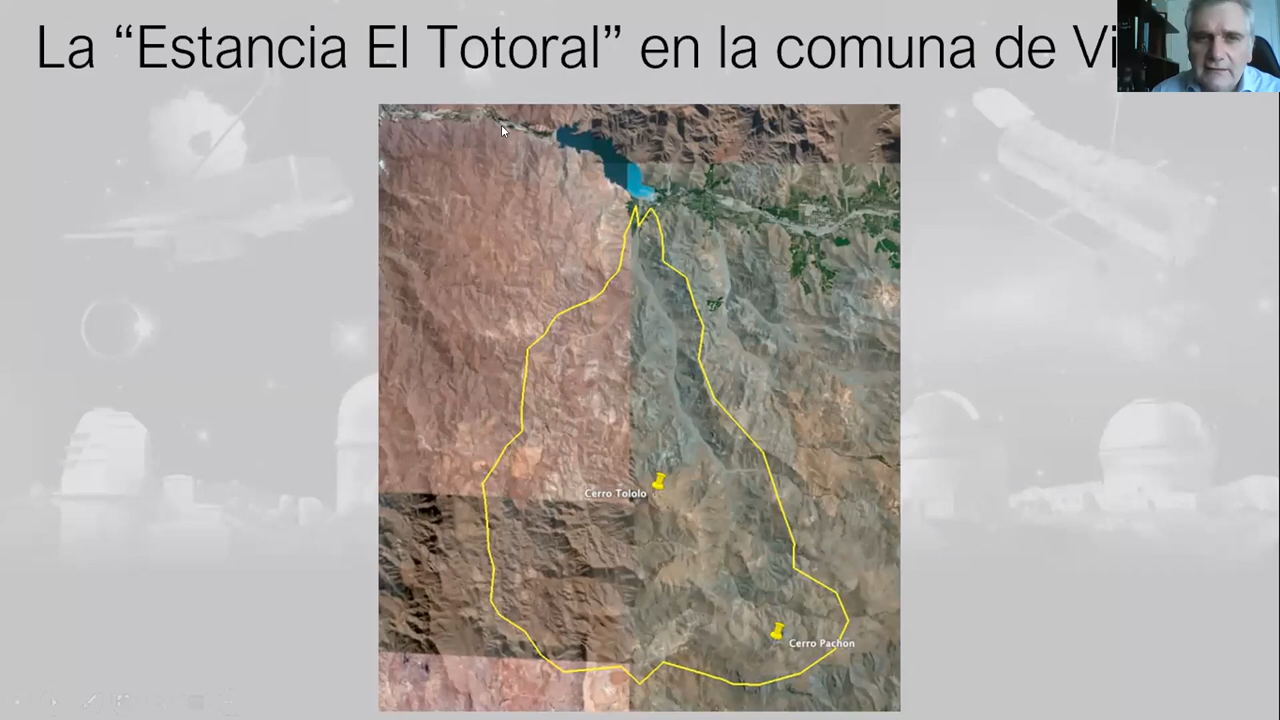 La “Estancia El Totoral” en la comuna de Vi
Cerro Tololo
Cerro Pachon